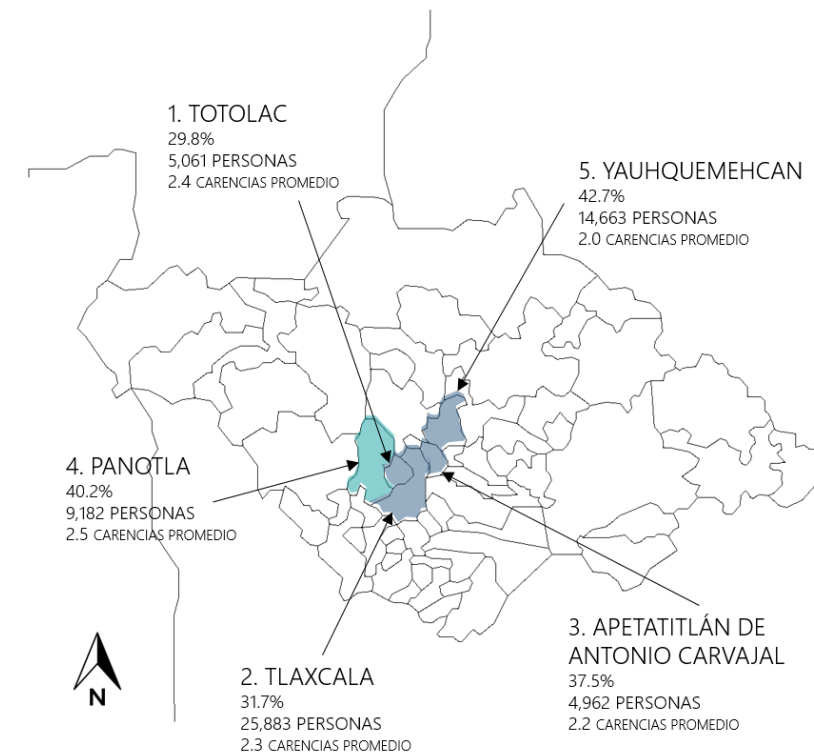 1. TOTOLAC
29.8%
5,061 PERSONAS
2.4 CARENCIAS PROMEDIO
5. YAUHQUEMEHCAN
42.7%
14,663 PERSONAS
2.0 CARENCIAS PROMEDIO
4. PANOTLA
40.2%
9,182 PERSONAS
2.5 CARENCIAS PROMEDIO
3. APETATITLÁN DE
ANTONIO CARVAJAL
37.5%
4,962 PERSONAS
2.2 CARENCIAS PROMEDIO
2. TLAXCALA
31.7%
25,883 PERSONAS
2.3 CARENCIAS PROMEDIO
N